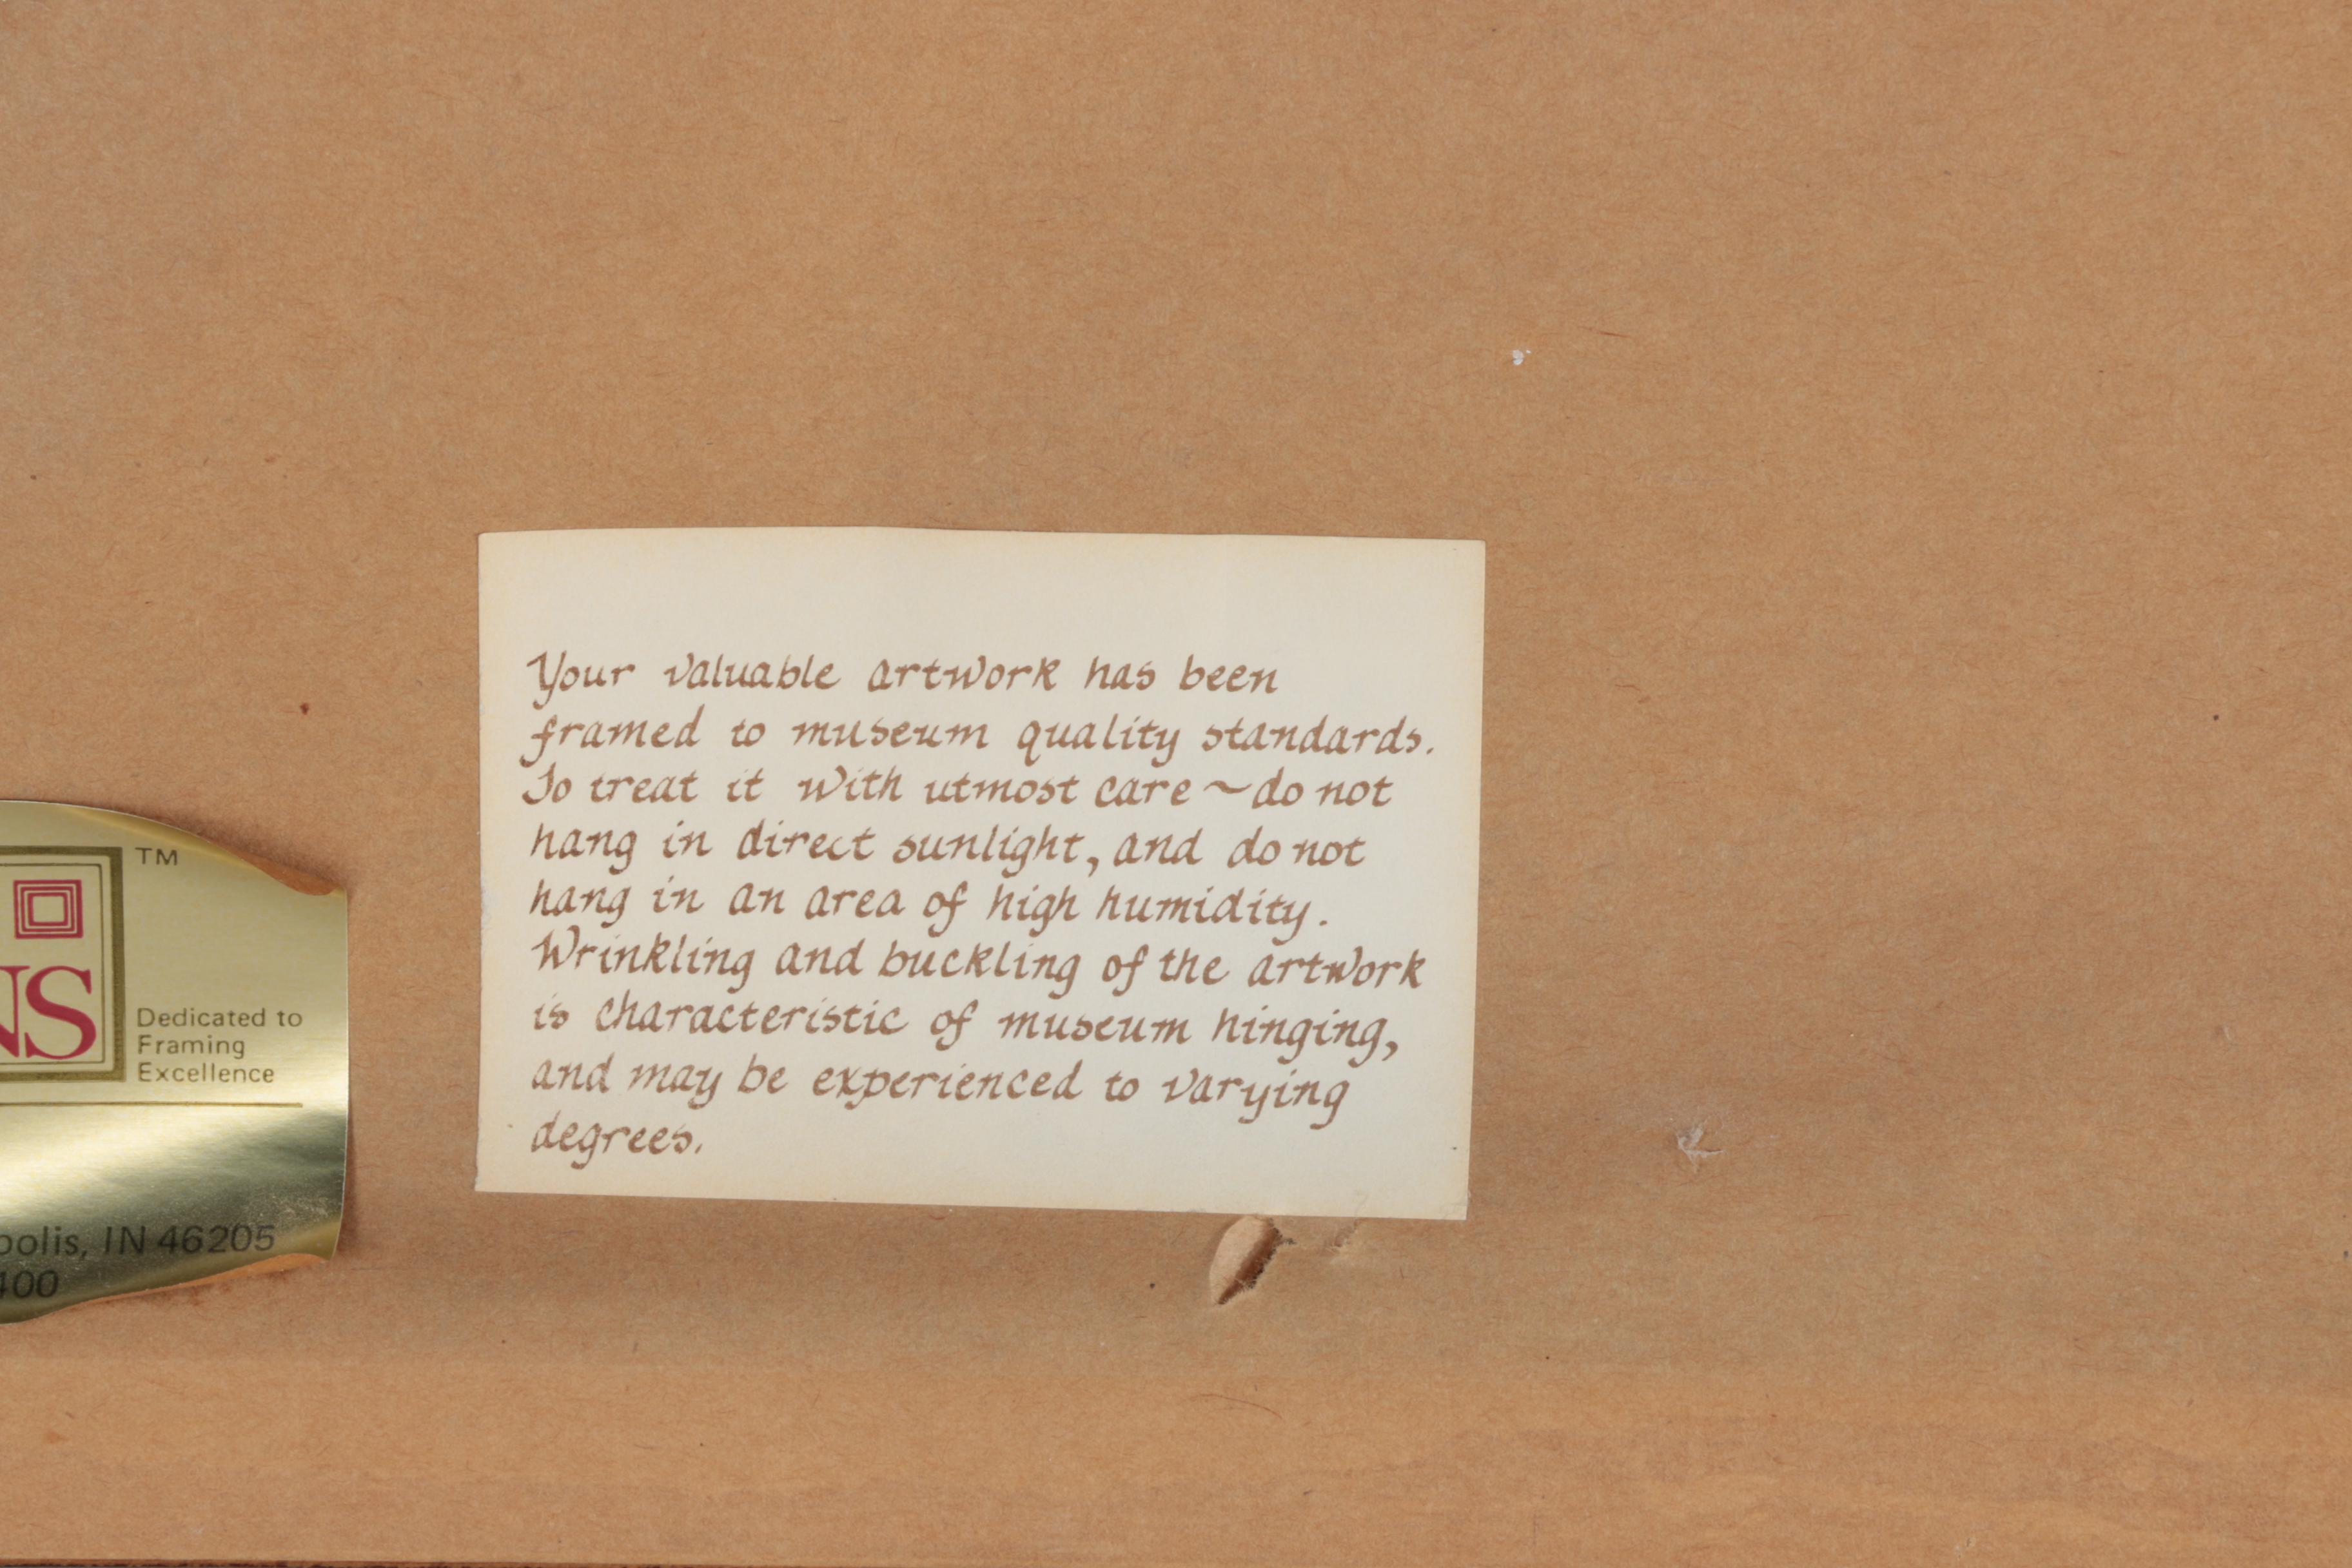 TM
NS
Dedicated to
Framing
Excellence
polis, IN 46205
400
Your valuable artwork has been
framed to museum quality standards.
To treat it with utmost care ~ do not
hang in direct sunlight, and do not
hang in an area of high humidity.
Wrinkling and buckling of the artwork
is characteristic of museum hinging,
and may be experienced to varying
degrees.